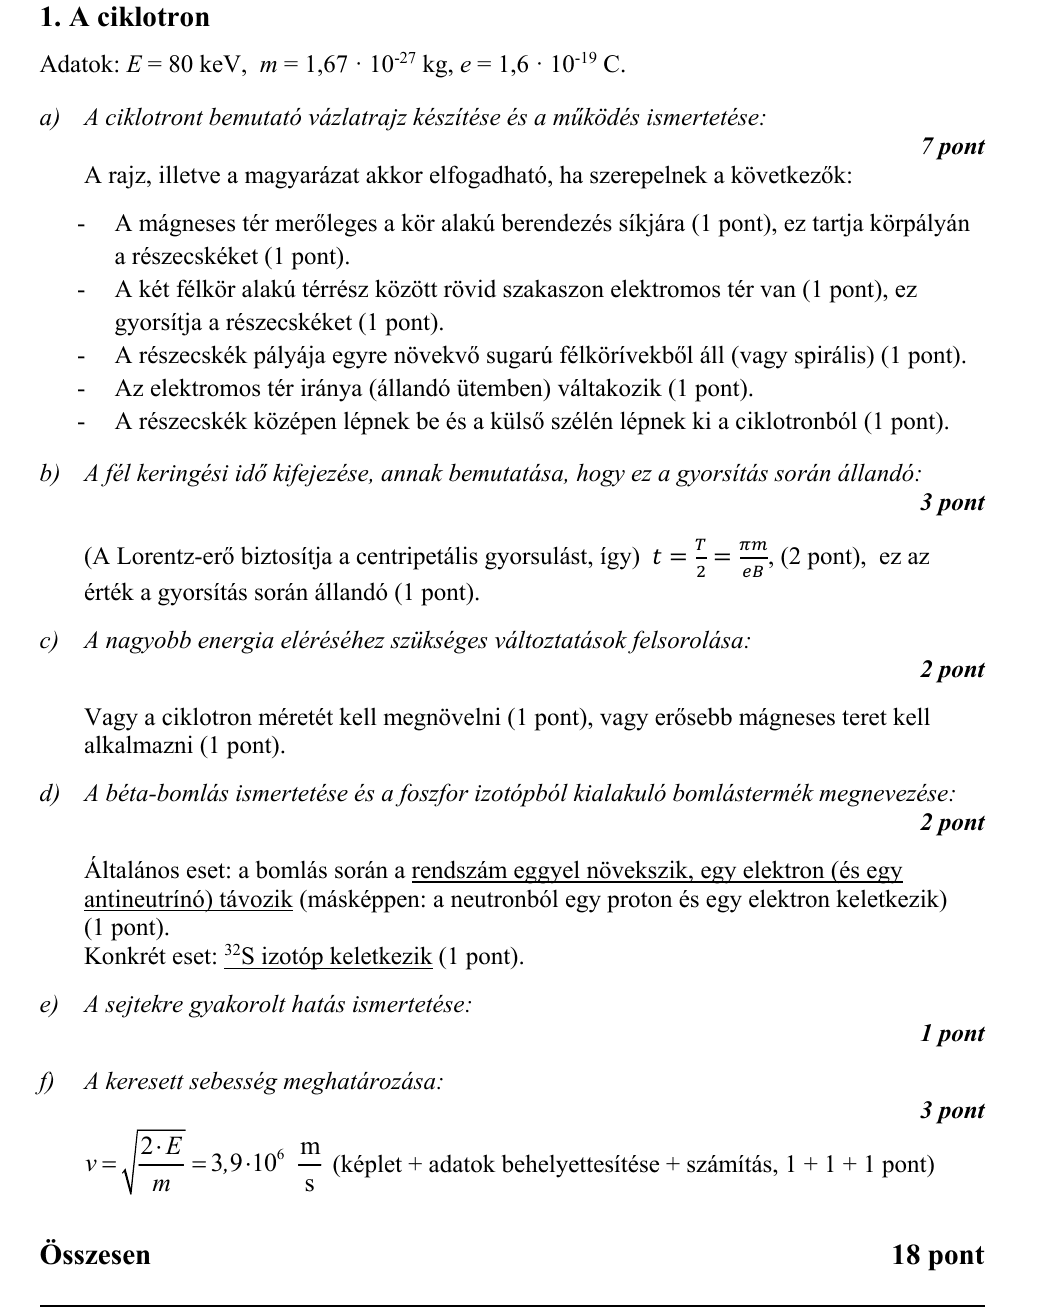 1. A ciklotron
Adatok: E = 80 keV, m = 1,67 · 10⁻²⁷ kg, e = 1,6 · 10⁻¹⁹ C.
a) A ciklotront bemutató vázlatrajz készítése és a működés ismertetése:
7 pont
A rajz, illetve a magyarázat akkor elfogadható, ha szerepelnek a következők:
- A mágneses tér merőleges a kör alakú berendezés síkjára (1 pont), ez tartja körpályán
a részecskéket (1 pont).
- A két félkör alakú térrész között rövid szakaszon elektromos tér van (1 pont), ez
gyorsítja a részecskéket (1 pont).
- A részecskék pályája egyre növekvő sugarú félkörívekből áll (vagy spirális) (1 pont).
- Az elektromos tér iránya (állandó ütemben) váltakozik (1 pont).
- A részecskék középen lépnek be és a külső szélén lépnek ki a ciklotronból (1 pont).
b) A fél keringési idő kifejezése, annak bemutatása, hogy ez a gyorsítás során állandó:
3 pont
(A Lorentz-erő biztosítja a centripetális gyorsulást, így) t = T/2 = πm/eB, (2 pont), ez az
érték a gyorsítás során állandó (1 pont).
c) A nagyobb energia eléréséhez szükséges változtatások felsorolása:
2 pont
Vagy a ciklotron méretét kell megnövelni (1 pont), vagy erősebb mágneses teret kell
alkalmazni (1 pont).
d) A béta-bomlás ismertetése és a foszfor izotópból kialakuló bomlástermék megnevezése:
2 pont
Általános eset: a bomlás során a rendszám eggyel növekszik, egy elektron (és egy
antineutrínó) távozik (másképpen: a neutronból egy proton és egy elektron keletkezik)
(1 pont).
Konkrét eset: ³²S izotóp keletkezik (1 pont).
e) A sejtekre gyakorolt hatás ismertetése:
1 pont
f) A keresett sebesség meghatározása:
3 pont
v = √(2·E/m) = 3,9·10⁶ m/s (képlet + adatok behelyettesítése + számítás, 1 + 1 + 1 pont)
Összesen 18 pont